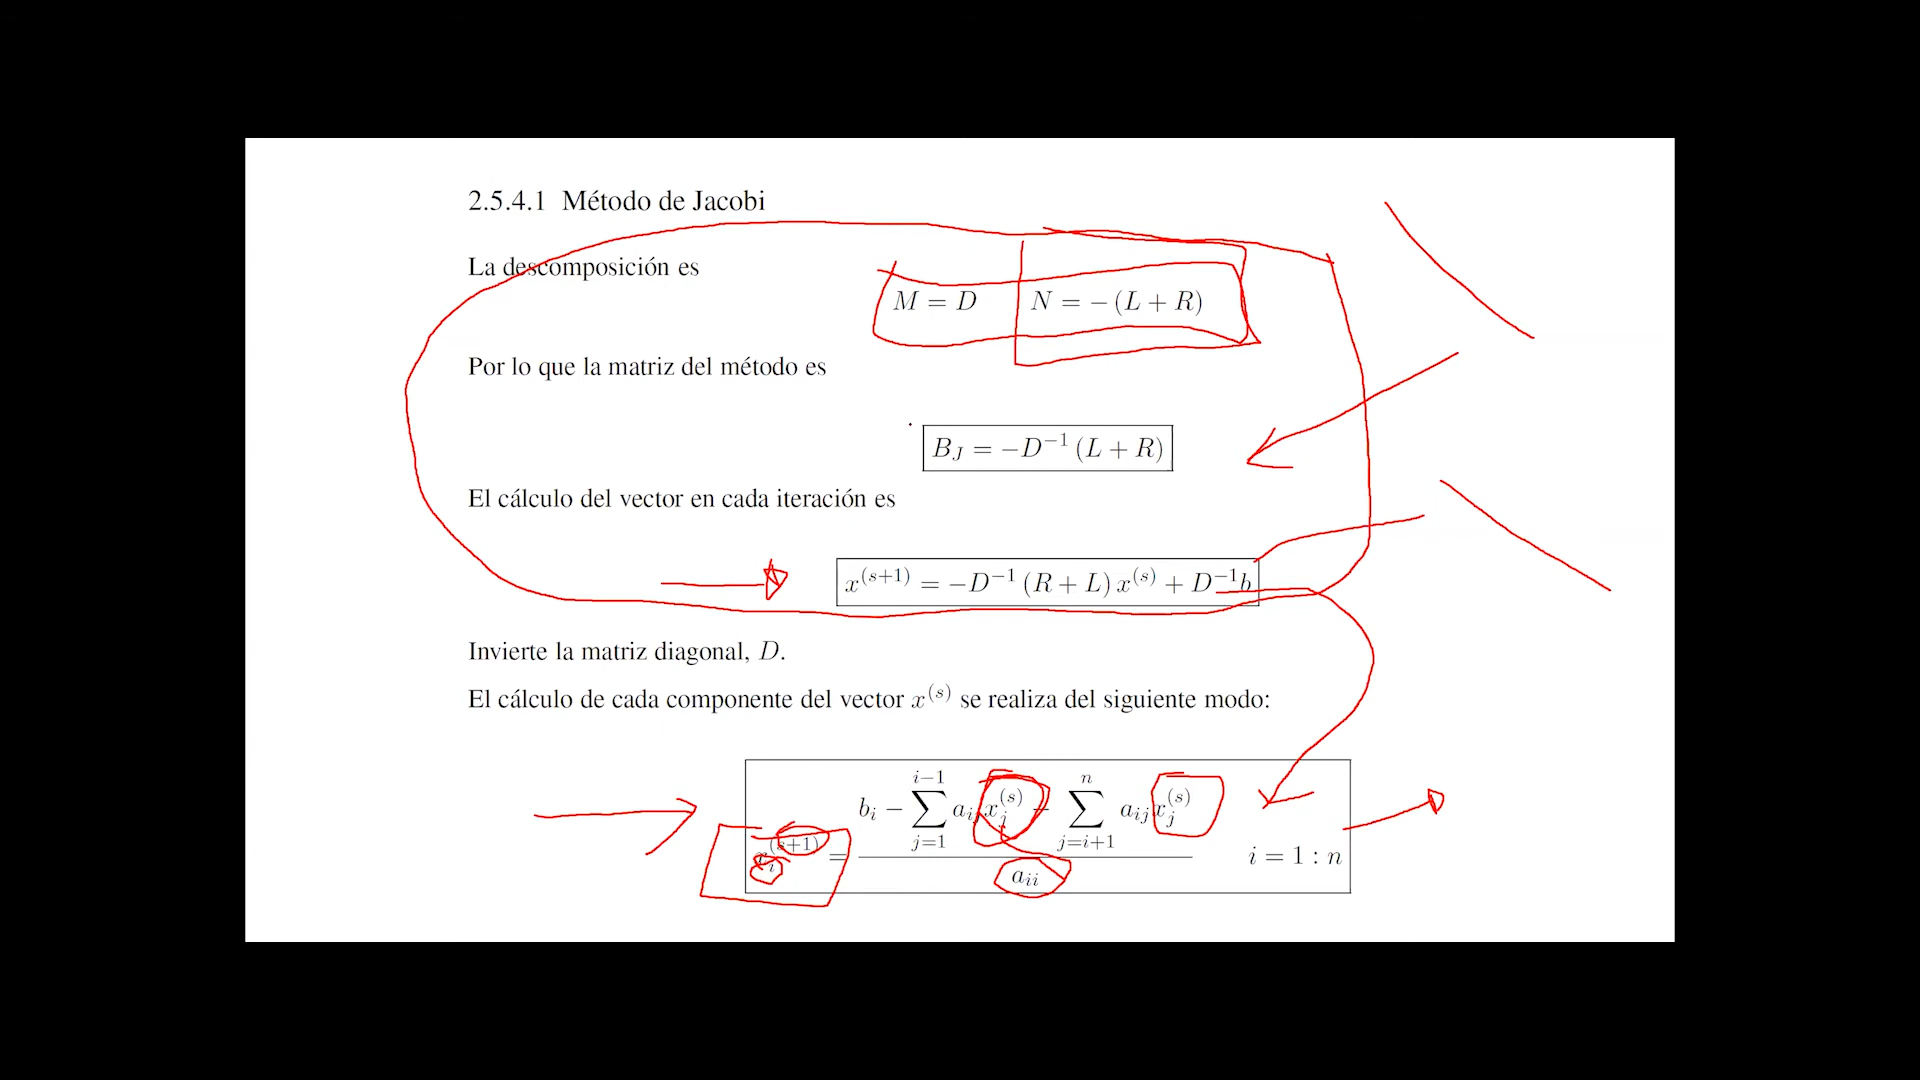 2.5.4.1 Método de Jacobi
La descomposición es
M = D N = − (L + R)
Por lo que la matriz del método es
B_J = −D^{−1} (L + R)
El cálculo del vector en cada iteración es
x^{(s+1)} = −D^{−1} (R + L) x^{(s)} + D^{−1}b
Invierte la matriz diagonal, D.
El cálculo de cada componente del vector x^{(s)} se realiza del siguiente modo:
x_i^{(s+1)} = \frac{b_i − \sum_{j=1}^{i−1} a_{ij} x_j^{(s)} − \sum_{j=i+1}^{n} a_{ij} x_j^{(s)}}{a_{ii}} i = 1 : n